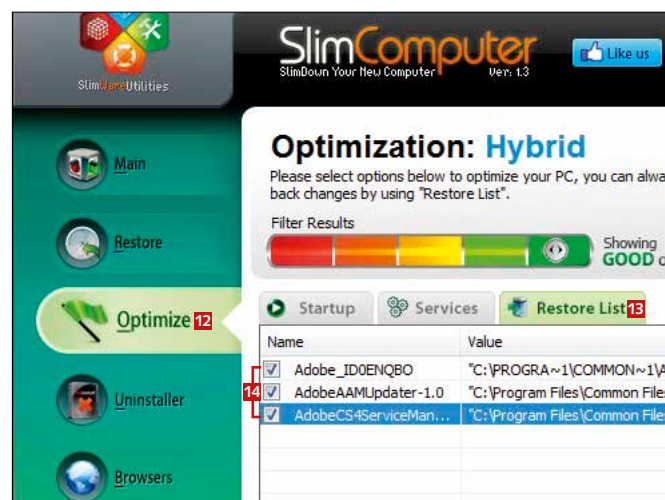 SlimWareUtilities
SlimComputer
SlimDown Your New Computer Ver: 1.3
Like us
Main
Restore
Optimize 12
Uninstaller
Browsers
Optimization: Hybrid
Please select options below to optimize your PC, you can alwa
back changes by using "Restore List".
Filter Results
Showing
GOOD o
Startup
Services
Restore List 13
Name Value
14
Adobe_ID0ENQBO "C:\PROGRA~1\COMMON~1\A
AdobeAAMUpdater-1.0 "C:\Program Files\Common Files
AdobeCS4ServiceMan... "C:\Program Files\Common Files